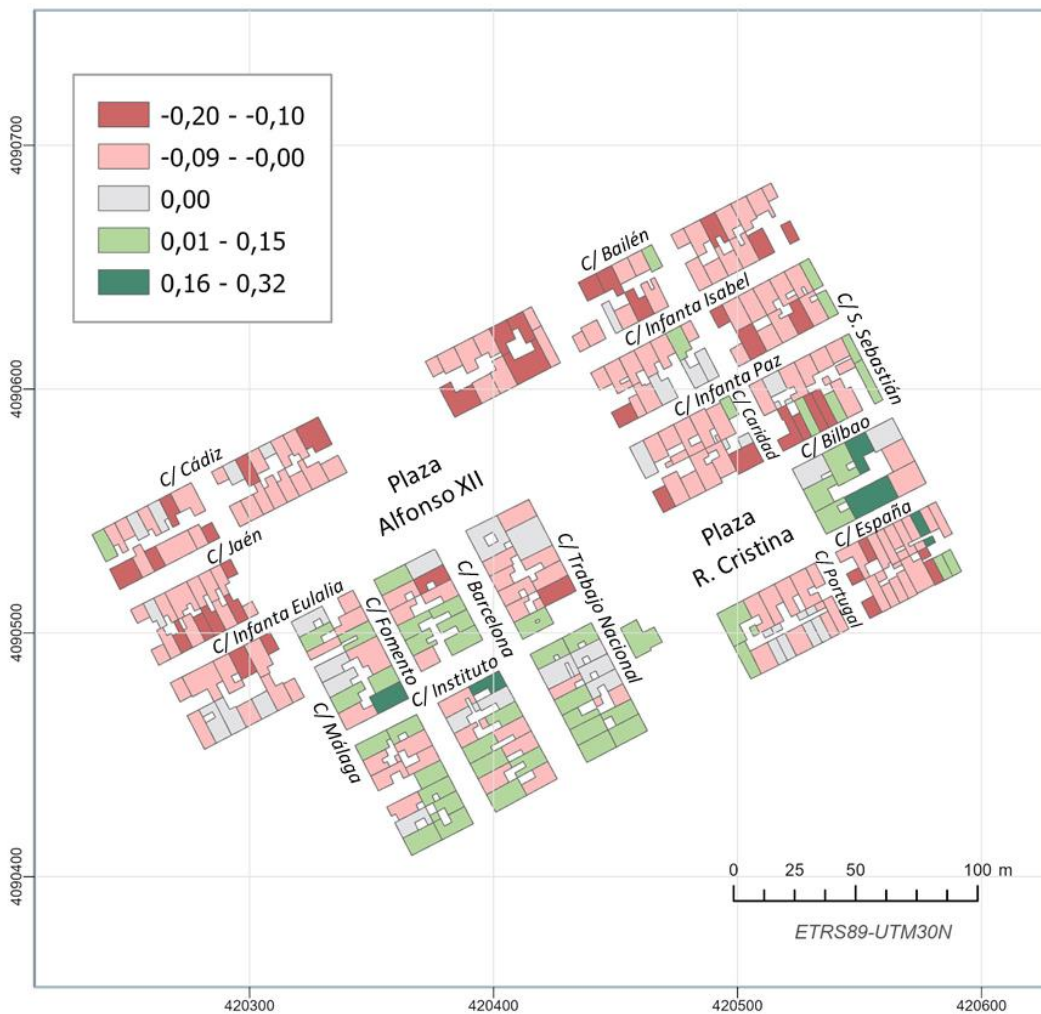 -0,20 - -0,10
-0,09 - -0,00
0,00
0,01 - 0,15
0,16 - 0,32
4090700
4090600
4090500
4090400
C/ Bailén
C/ Infanta Isabel
C/ S. Sebastián
C/ Infanta Paz
C/ Caridad
C/ Bilbao
C/ Cádiz
Plaza
Alfonso XII
C/ Jaén
Plaza
R. Cristina
C/ España
C/ Portugal
C/ Infanta Eulalia
C/ Fomento
C/ Barcelona
C/ Trabajo Nacional
C/ Instituto
C/ Málaga
0 25 50 100 m
ETRS89-UTM30N
420300 420400 420500 420600